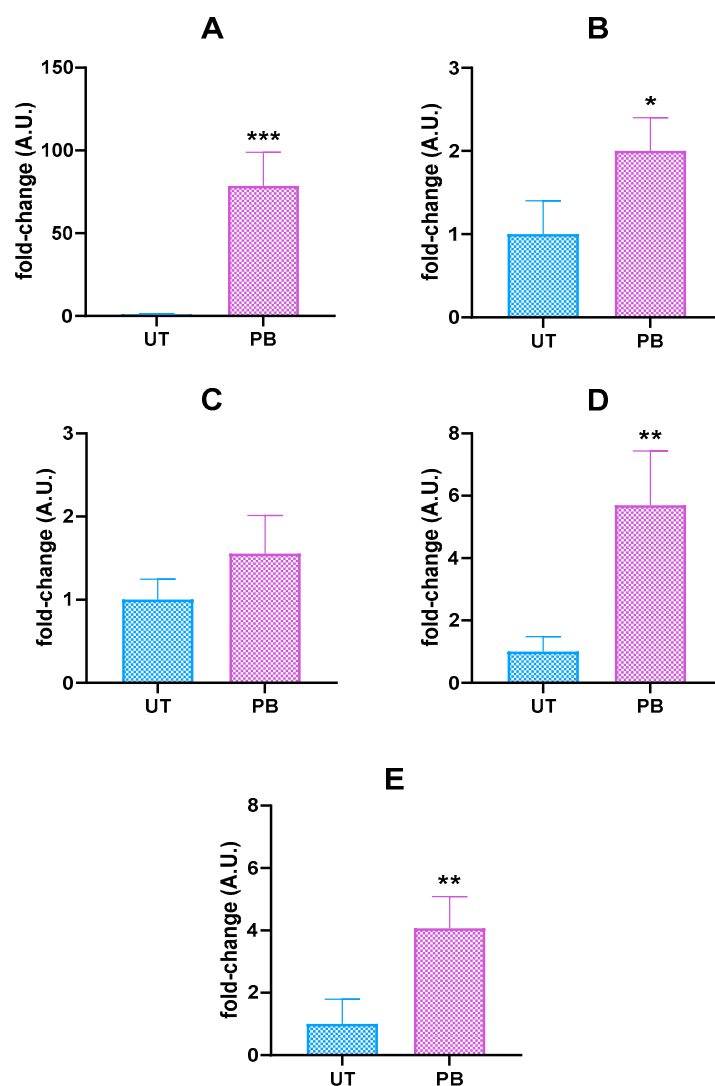 A
fold-change (A.U.)
150
100
50
0
***
UT
PB
B
fold-change (A.U.)
3
2
1
0
*
UT
PB
C
fold-change (A.U.)
3
2
1
0
UT
PB
D
fold-change (A.U.)
8
6
4
2
0
**
UT
PB
E
fold-change (A.U.)
8
6
4
2
0
**
UT
PB